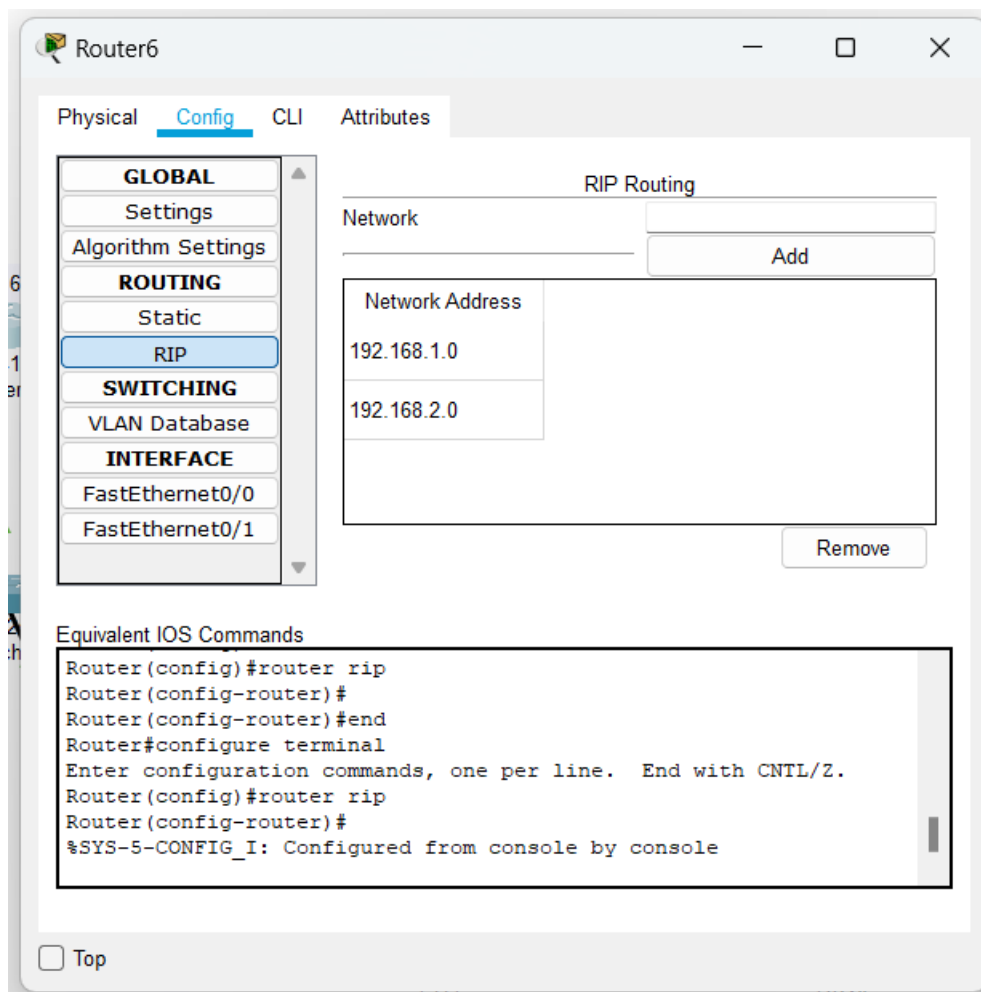 Router6
Physical Config CLI Attributes
GLOBAL
Settings
Algorithm Settings
ROUTING
Static
RIP
SWITCHING
VLAN Database
INTERFACE
FastEthernet0/0
FastEthernet0/1
RIP Routing
Network
Add
Network Address
192.168.1.0
192.168.2.0
Remove
Equivalent IOS Commands
Router(config)#router rip
Router(config-router)#
Router(config-router)#end
Router#configure terminal
Enter configuration commands, one per line.  End with CNTL/Z.
Router(config)#router rip
Router(config-router)#
%SYS-5-CONFIG_I: Configured from console by console
Top